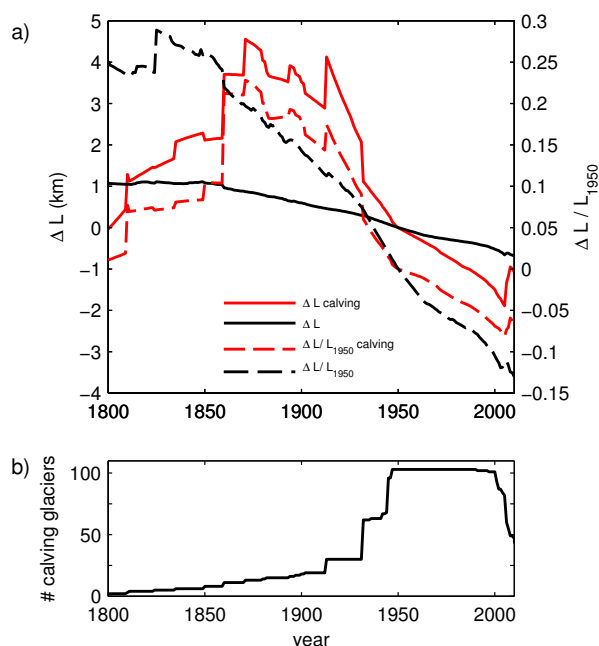 a)
5
4
3
2
1
0
−1
−2
−3
−4
Δ L (km)
0.3
0.25
0.2
0.15
0.1
0.05
0
−0.05
−0.1
−0.15
Δ L / L1950
Δ L calving
Δ L
Δ L/ L1950 calving
Δ L/ L1950
1800 1850 1900 1950 2000
b)
100
50
0
# calving glaciers
1800 1850 1900 1950 2000
year